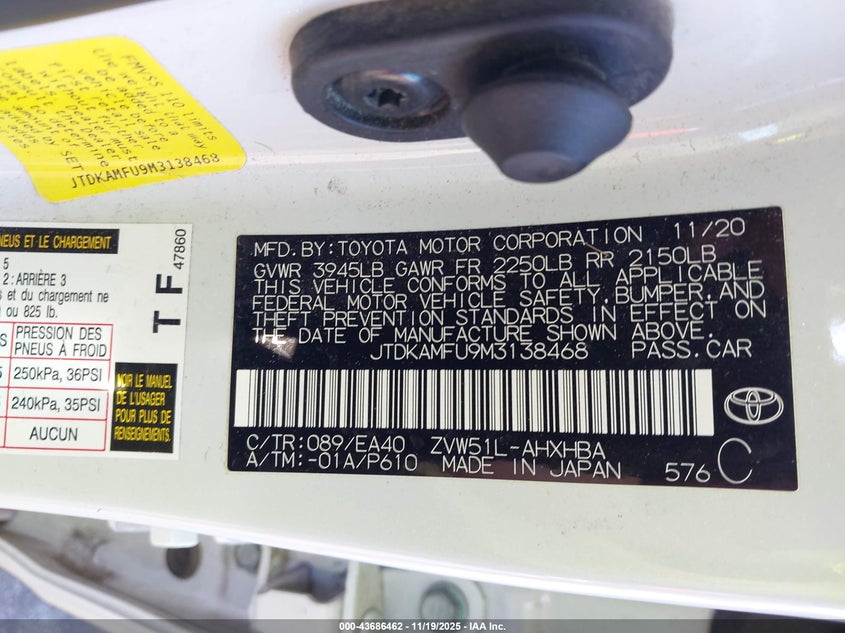 FMVSS 110 limits
JTDKAMFU9M3138468
NEUS ET LE CHARGEMENT
5
2: ARRIÈRE 3
s et du chargement ne
ou 825 lb.
PRESSION DES
PNEUS À FROID
250kPa, 36PSI
240kPa, 35PSI
AUCUN
47860
TF
VOIR LE MANUEL
DE L'USAGER
POUR PLUS DE
RENSEIGNEMENTS.
MFD.BY:TOYOTA MOTOR CORPORATION 11/20
GVWR 3945LB GAWR FR 2250LB RR 2150LB
THIS VEHICLE CONFORMS TO ALL APPLICABLE
FEDERAL MOTOR VEHICLE SAFETY,BUMPER,AND
THEFT PREVENTION STANDARDS IN EFFECT ON
THE DATE OF MANUFACTURE SHOWN ABOVE.
JTDKAMFU9M3138468 PASS.CAR
C/TR:089/EA40 ZVW51L-AHXHBA
A/TM:-01A/P610 MADE IN JAPAN
576 C
000-43686462 - 11/19/2025 - IAA Inc.